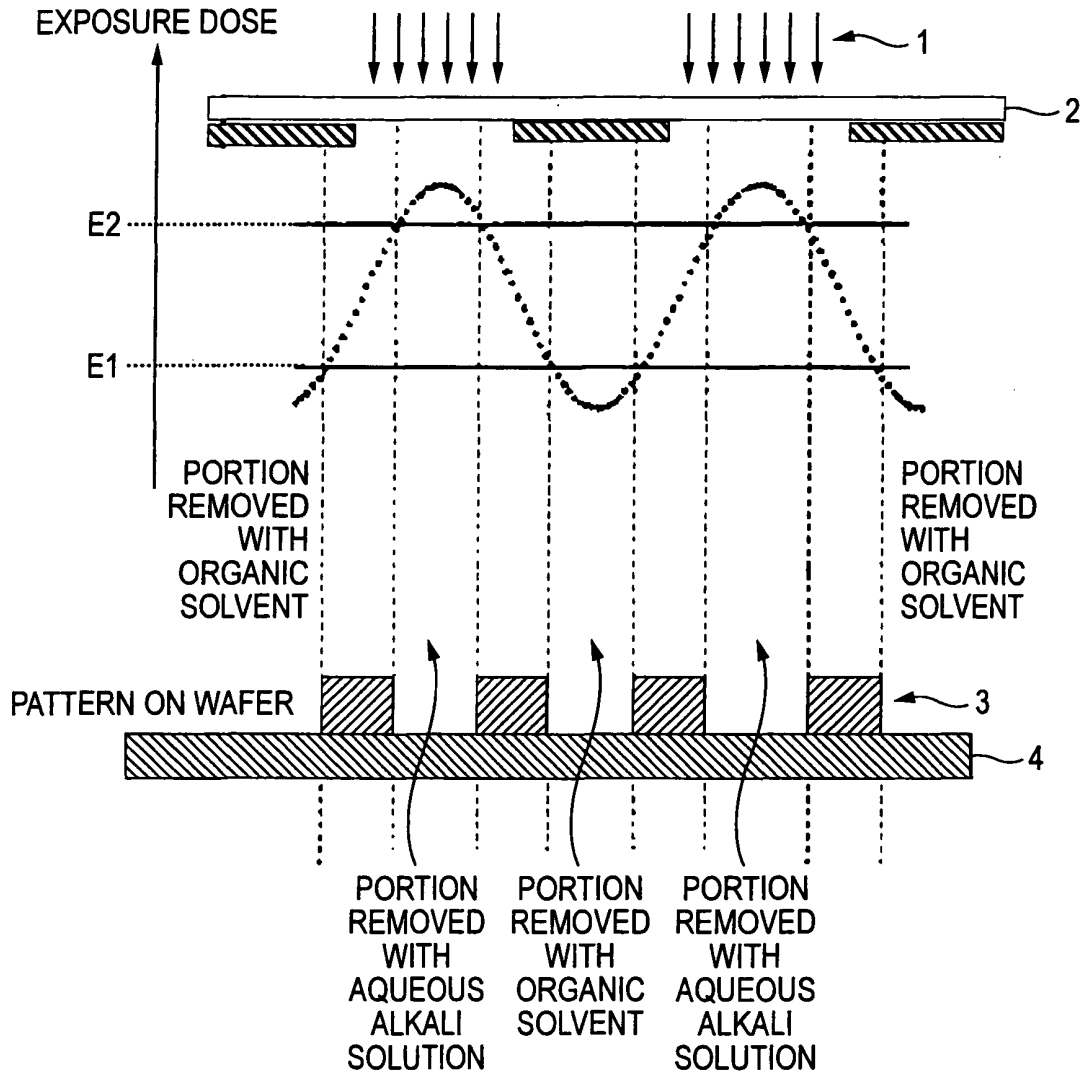 EXPOSURE DOSE
1
2
E2
E1
PORTION
REMOVED
WITH
ORGANIC
SOLVENT
PORTION
REMOVED
WITH
ORGANIC
SOLVENT
PATTERN ON WAFER
3
4
PORTION
REMOVED
WITH
AQUEOUS
ALKALI
SOLUTION
PORTION
REMOVED
WITH
ORGANIC
SOLVENT
PORTION
REMOVED
WITH
AQUEOUS
ALKALI
SOLUTION